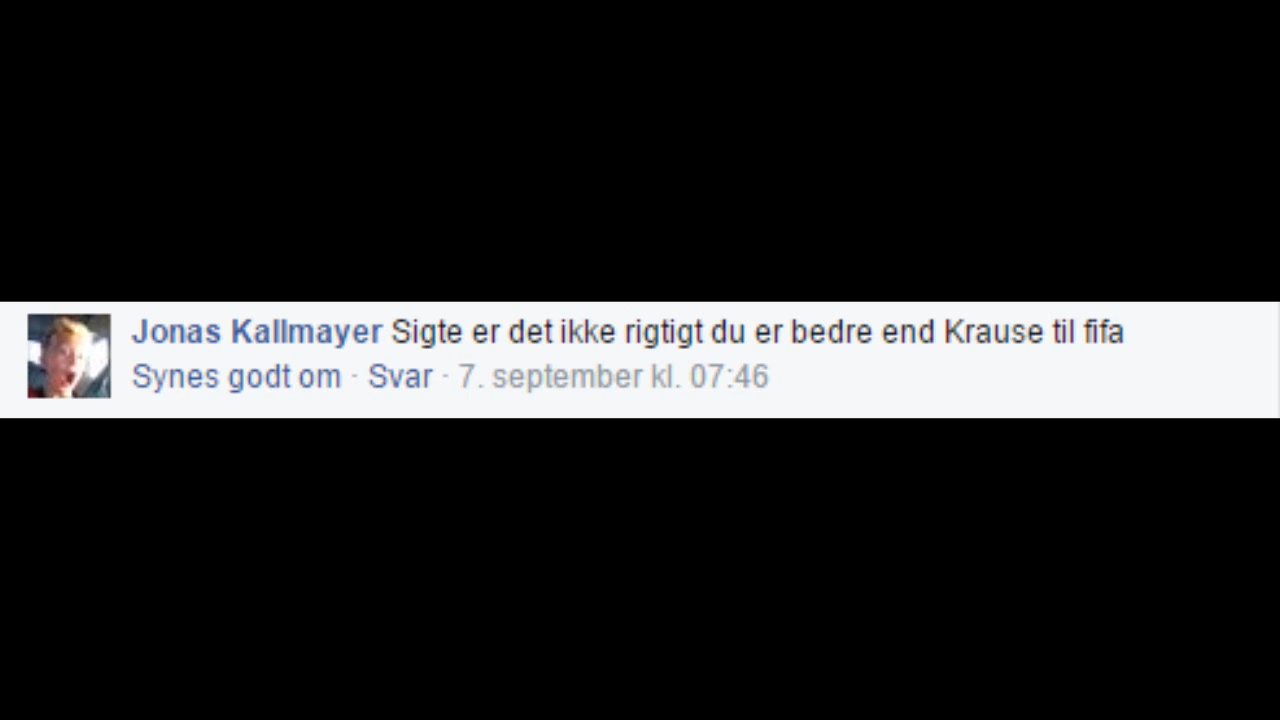 Jonas Kallmayer Sigte er det ikke rigtigt du er bedre end Krause til fifa
Synes godt om · Svar · 7. september kl. 07:46